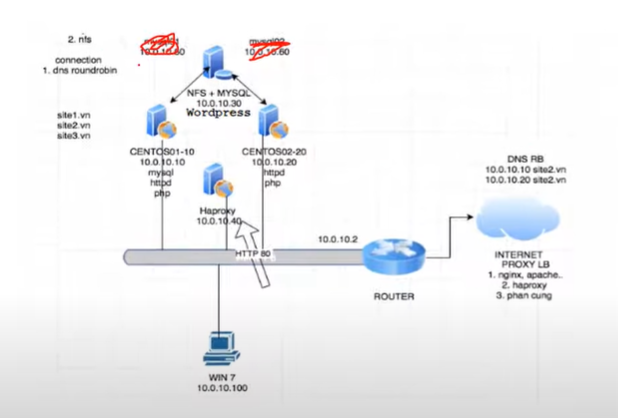 2. nfs
connection
1. dns roundrobin
10.0.10.60
NFS + MYSQL
10.0.10.30
Wordpress
site1.vn
site2.vn
site3.vn
CENTOS01-10
10.0.10.10
mysql
httpd
php
CENTOS02-20
10.0.10.20
httpd
php
Haproxy
10.0.10.40
HTTP 80
10.0.10.2
ROUTER
DNS RB
10.0.10.10 site2.vn
10.0.10.20 site2.vn
INTERNET
PROXY LB
1. nginx, apache..
2. haproxy
3. phan cung
WIN 7
10.0.10.100